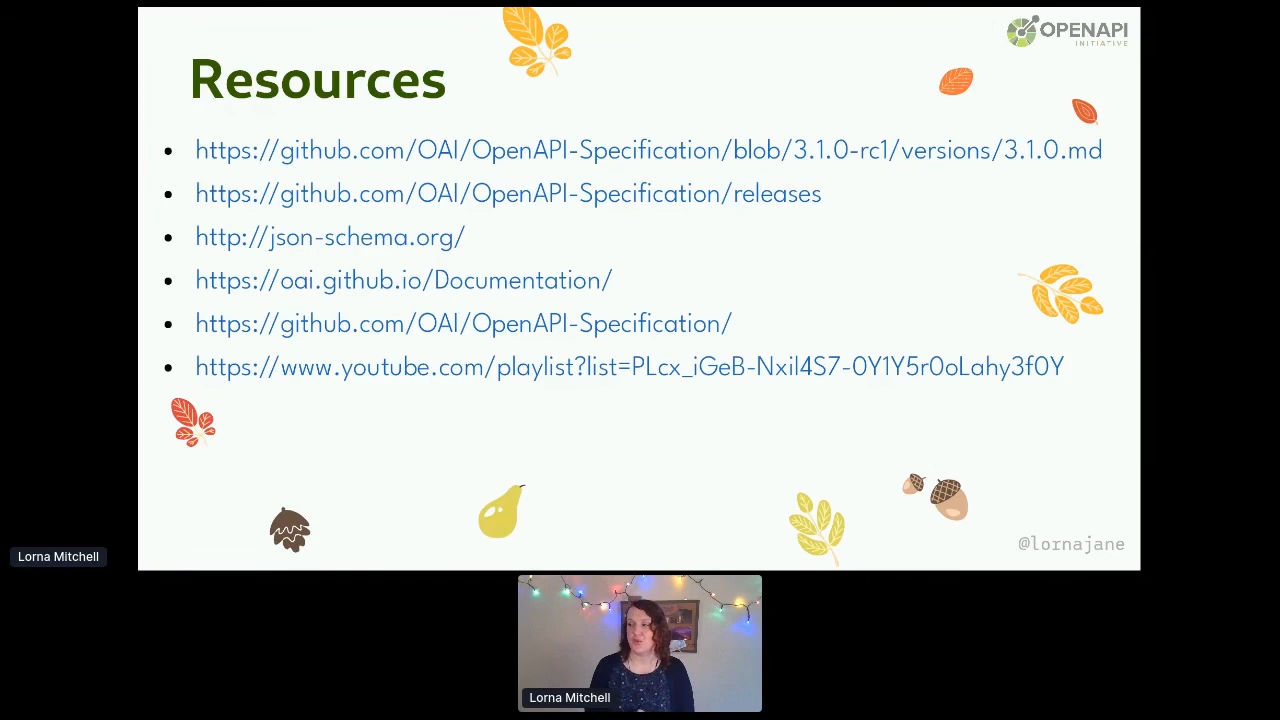 OPENAPI
INITIATIVE
Resources
https://github.com/OAI/OpenAPI-Specification/blob/3.1.0-rc1/versions/3.1.0.md
https://github.com/OAI/OpenAPI-Specification/releases
http://json-schema.org/
https://oai.github.io/Documentation/
https://github.com/OAI/OpenAPI-Specification/
https://www.youtube.com/playlist?list=PLcx_iGeB-Nxil4S7-0Y1Y5r0oLahy3f0Y
@lornajane
Lorna Mitchell
Lorna Mitchell